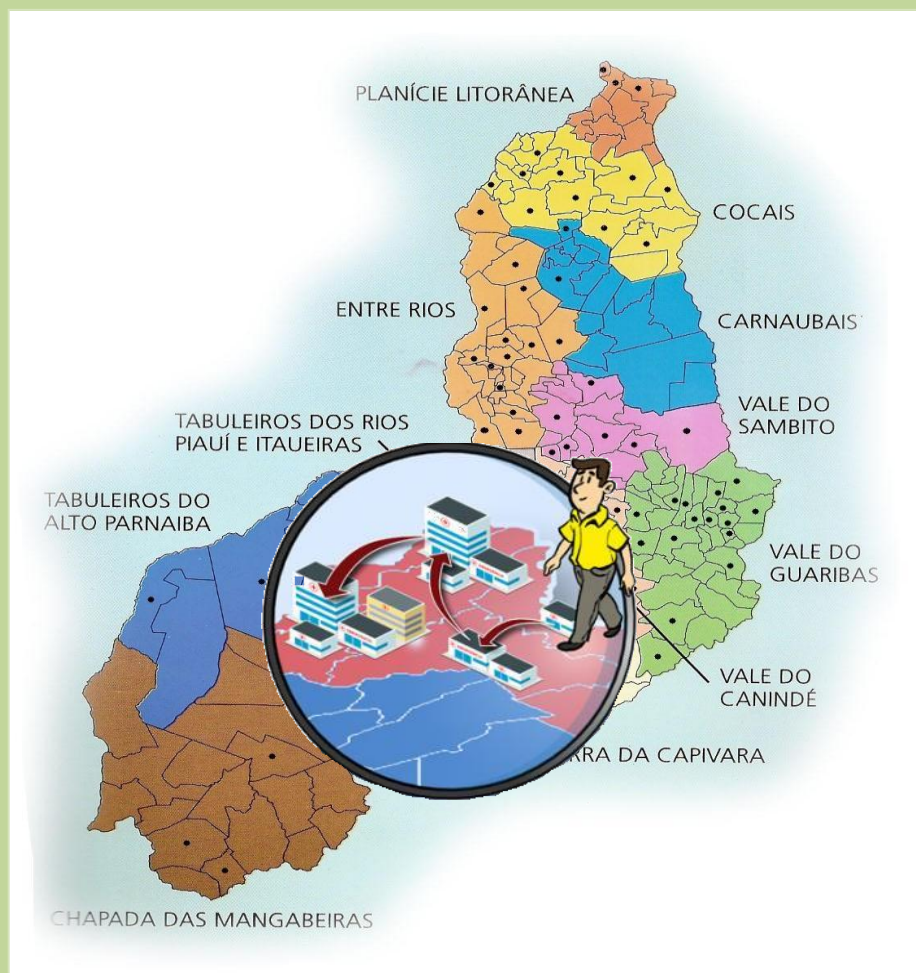 PLANÍCIE LITORÂNEA
COCAIS
ENTRE RIOS
CARNAUBAIS
TABULEIROS DOS RIOS
PIAUÍ E ITAUEIRAS
VALE DO
SAMBITO
TABULEIROS DO
ALTO PARNAIBA
VALE DO
GUARIBAS
VALE DO
CANINDÉ
RRA DA CAPIVARA
CHAPADA DAS MANGABEIRAS